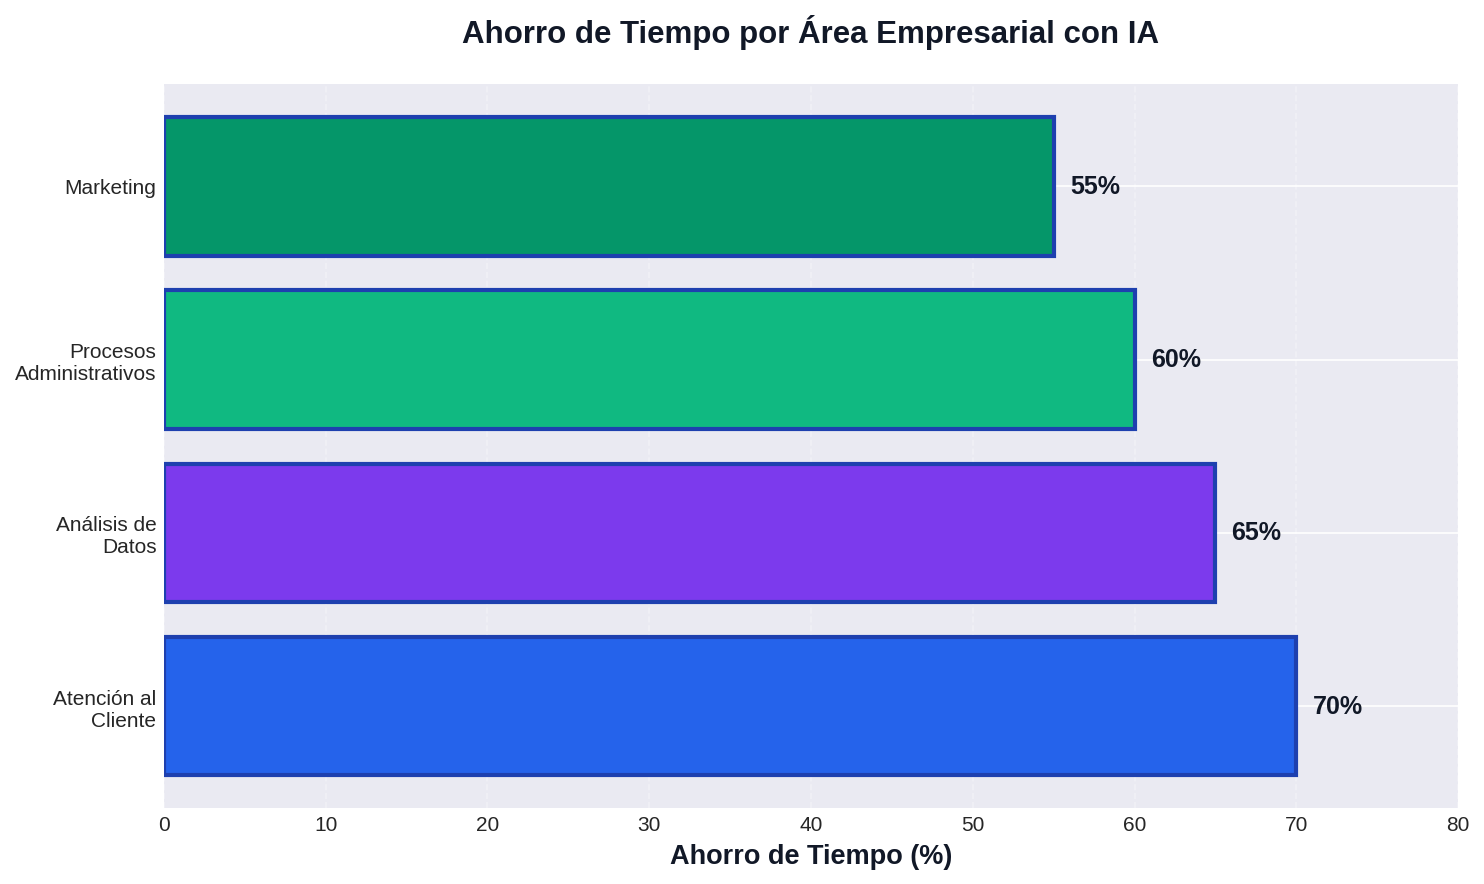 Ahorro de Tiempo por Área Empresarial con IA
Marketing
55%
Procesos
Administrativos
60%
Análisis de
Datos
65%
Atención al
Cliente
70%
0 10 20 30 40 50 60 70 80
Ahorro de Tiempo (%)